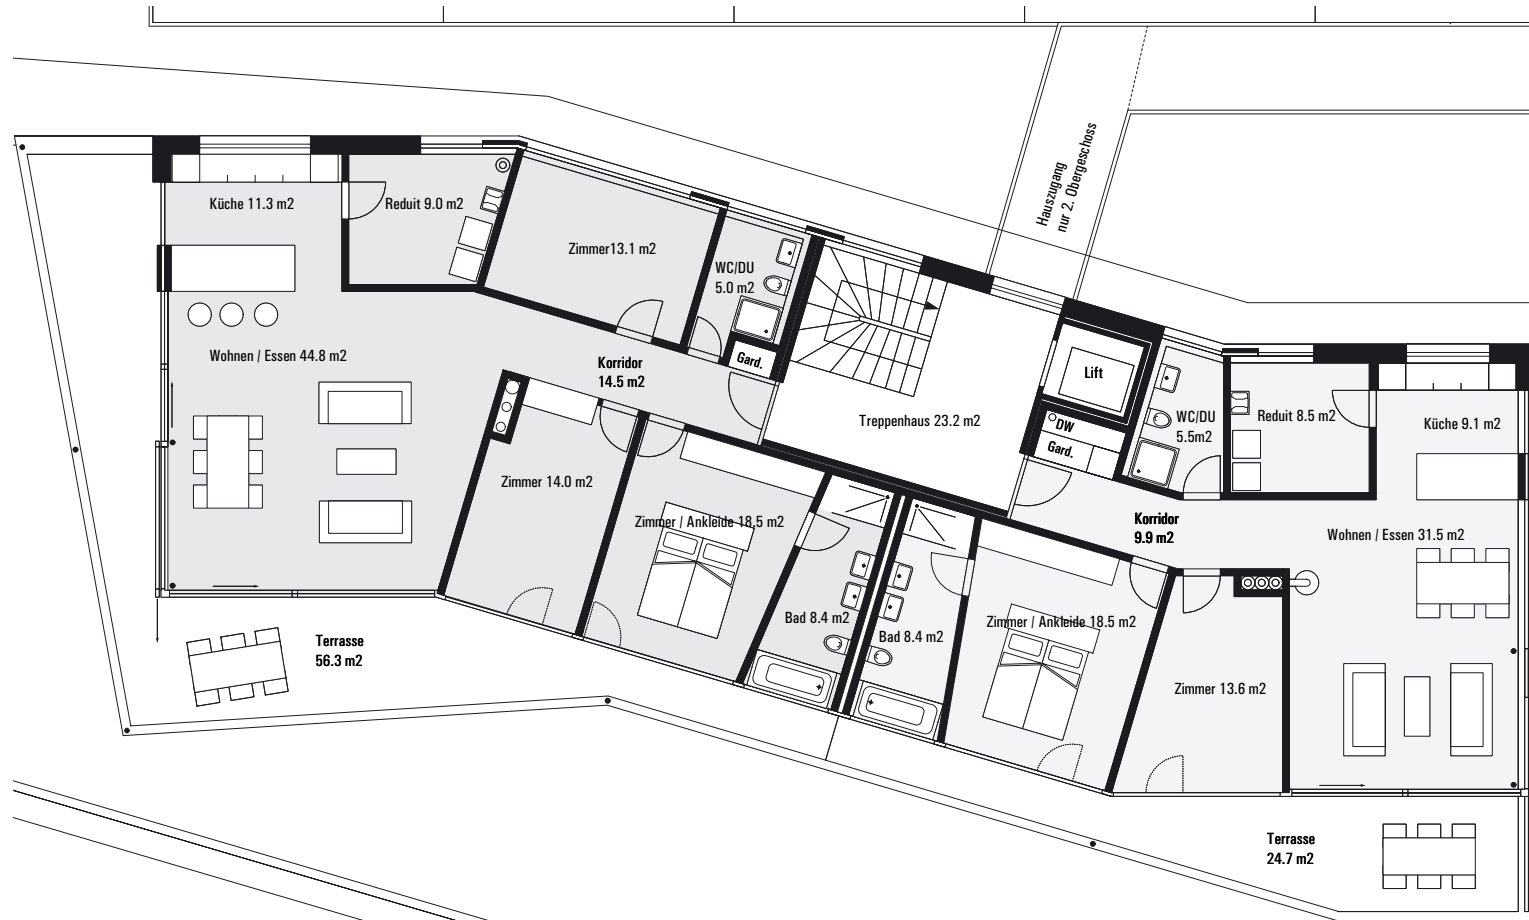 Hauszugang
nur 2. Obergeschoss
Küche 11.3 m2
Reduit 9.0 m2
Zimmer13.1 m2
WC/DU
5.0 m2
Wohnen / Essen 44.8 m2
Korridor
14.5 m2
Gard.
Treppenhaus 23.2 m2
Lift
DW
Gard.
WC/DU
5.5m2
Reduit 8.5 m2
Küche 9.1 m2
Zimmer 14.0 m2
Zimmer / Ankleide 18.5 m2
Korridor
9.9 m2
Wohnen / Essen 31.5 m2
Bad 8.4 m2
Bad 8.4 m2
Zimmer / Ankleide 18.5 m2
Terrasse
56.3 m2
Zimmer 13.6 m2
Terrasse
24.7 m2